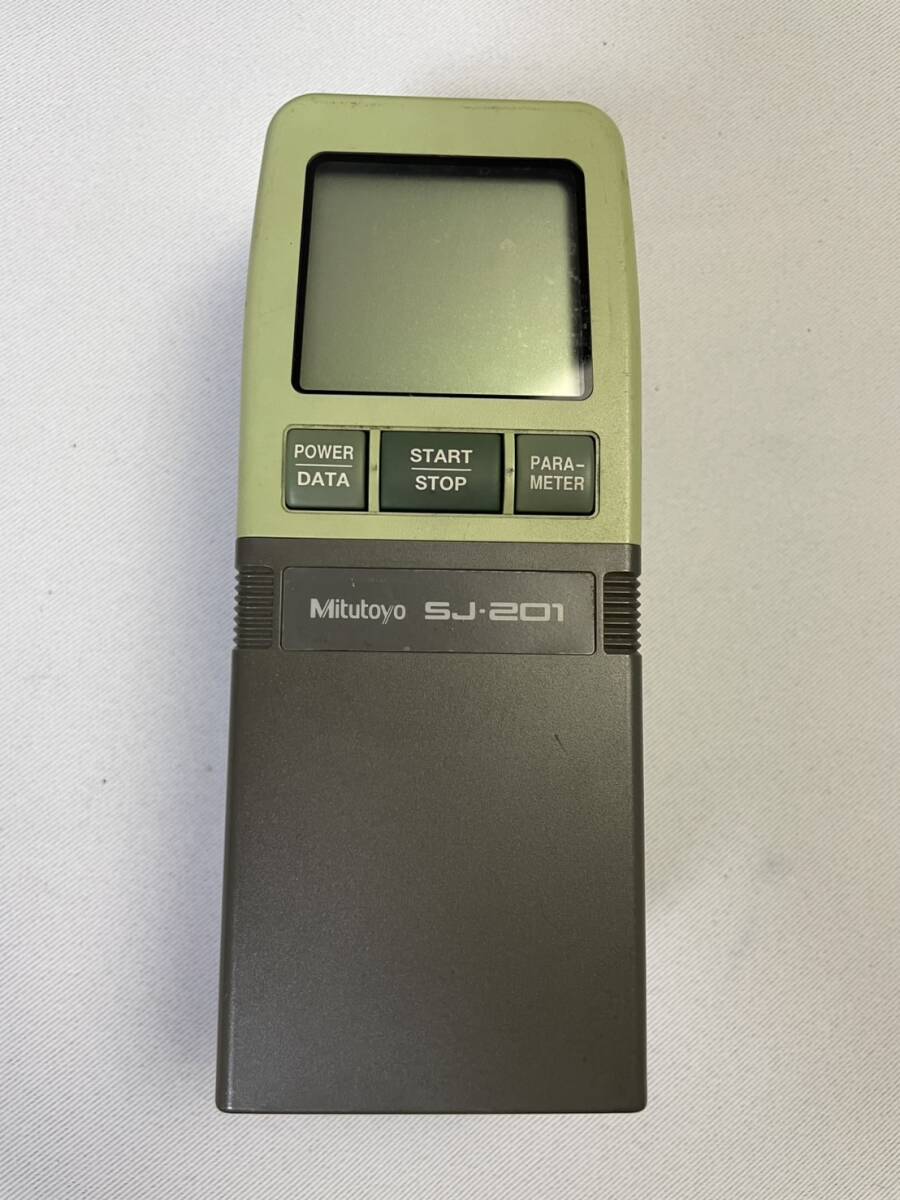 POWER
DATA
START
STOP
PARA-
METER
Mitutoyo SJ-201